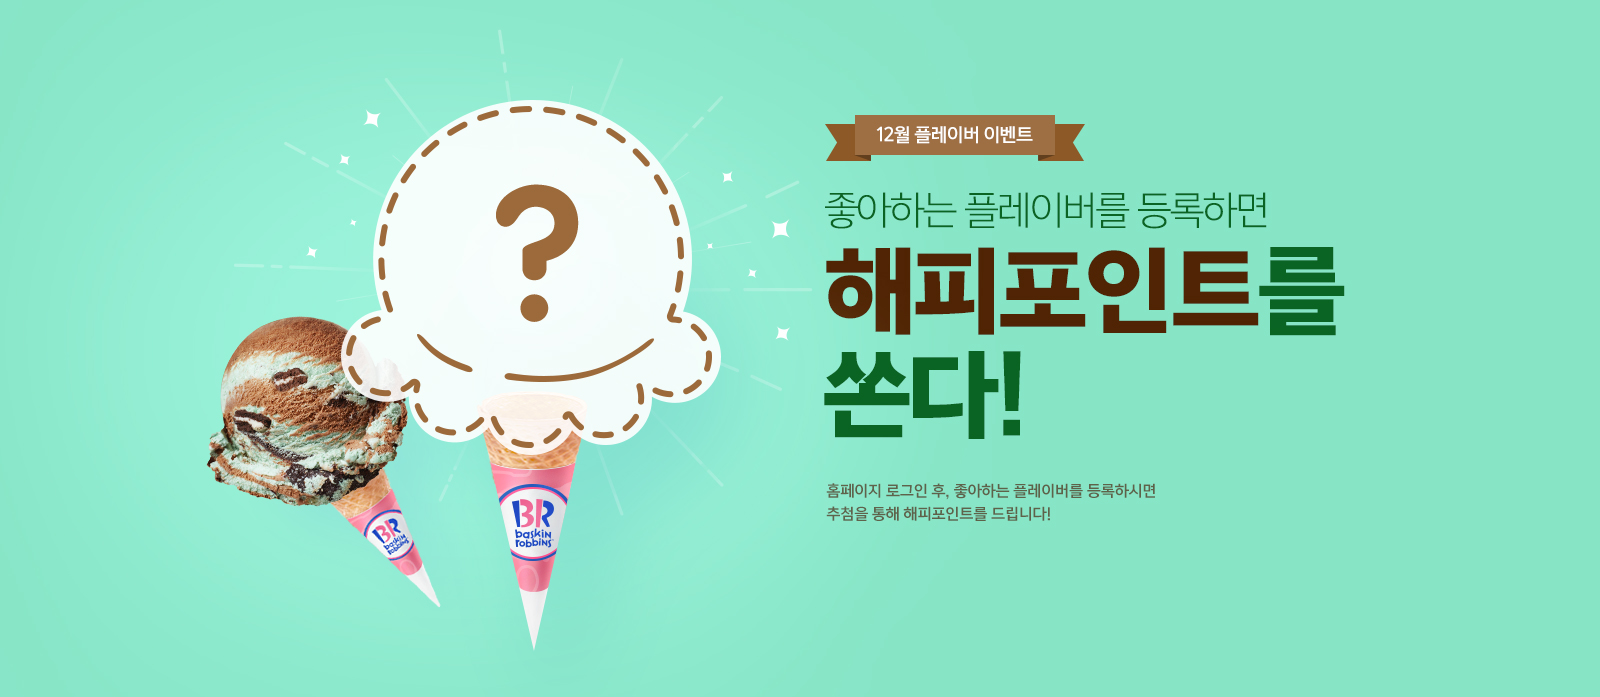 12월 플레이버 이벤트
좋아하는 플레이버를 등록하면
해피포인트를
쏜다!
홈페이지 로그인 후, 좋아하는 플레이버를 등록하시면
추첨을 통해 해피포인트를 드립니다!
?
BR
baskin
robbins
BR
baskin
robbins